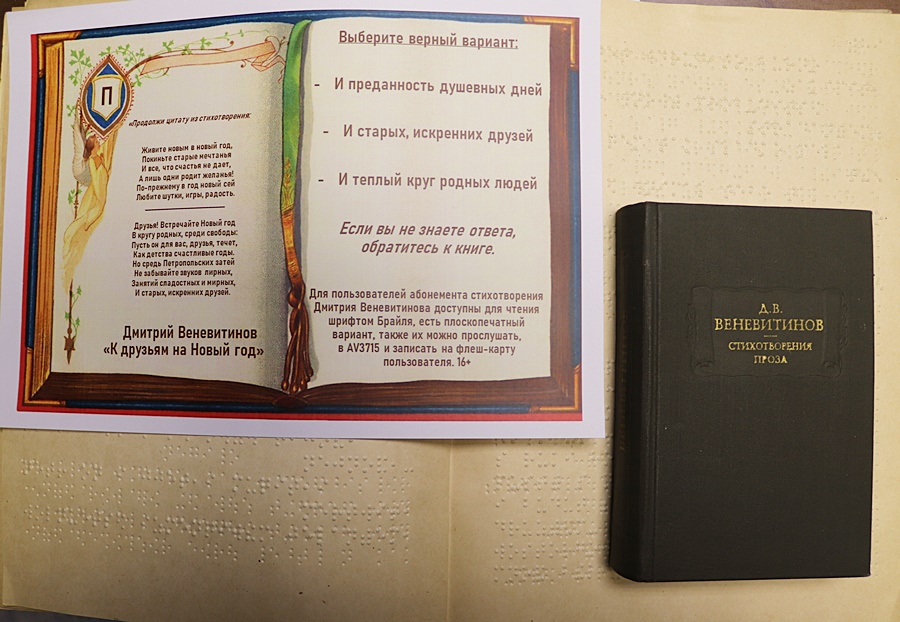 П
«Продолжи цитату из стихотворения:
Живите новым в новый год,
Покиньте старые мечтанья
И все, что счастья не дает,
А лишь одни родит желанья!
По-прежнему в год новый сей
Любите шутки, игры, радость.
Друзья! Встречайте Новый год
В кругу родных, среди свободы:
Пусть он для вас, друзья, течет,
Как детства счастливые годы.
Но средь Петропольских затей
Не забывайте звуков лирных,
Занятий сладостных и мирных,
И старых, искренних друзей.
Дмитрий Веневитинов
«К друзьям на Новый год»
Выберите верный вариант:
- И преданность душевных дней
- И старых, искренних друзей
- И теплый круг родных людей
Если вы не знаете ответа,
обратитесь к книге.
Для пользователей абонемента стихотворения
Дмитрия Веневитинова доступны для чтения
шрифтом Брайля, есть плоскопечатный
вариант, также их можно прослушать,
в AV3715 и записать на флеш-карту
пользователя. 16+
Д. В.
ВЕНЕВИТИНОВ
СТИХОТВОРЕНИЯ
ПРОЗА